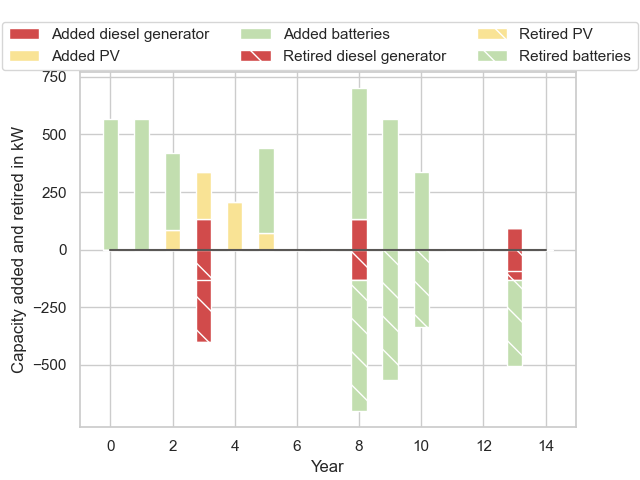 Added diesel generator
Added PV
Added batteries
Retired diesel generator
Retired PV
Retired batteries
Capacity added and retired in kW
750
500
250
0
−250
−500
0 2 4 6 8 10 12 14
Year